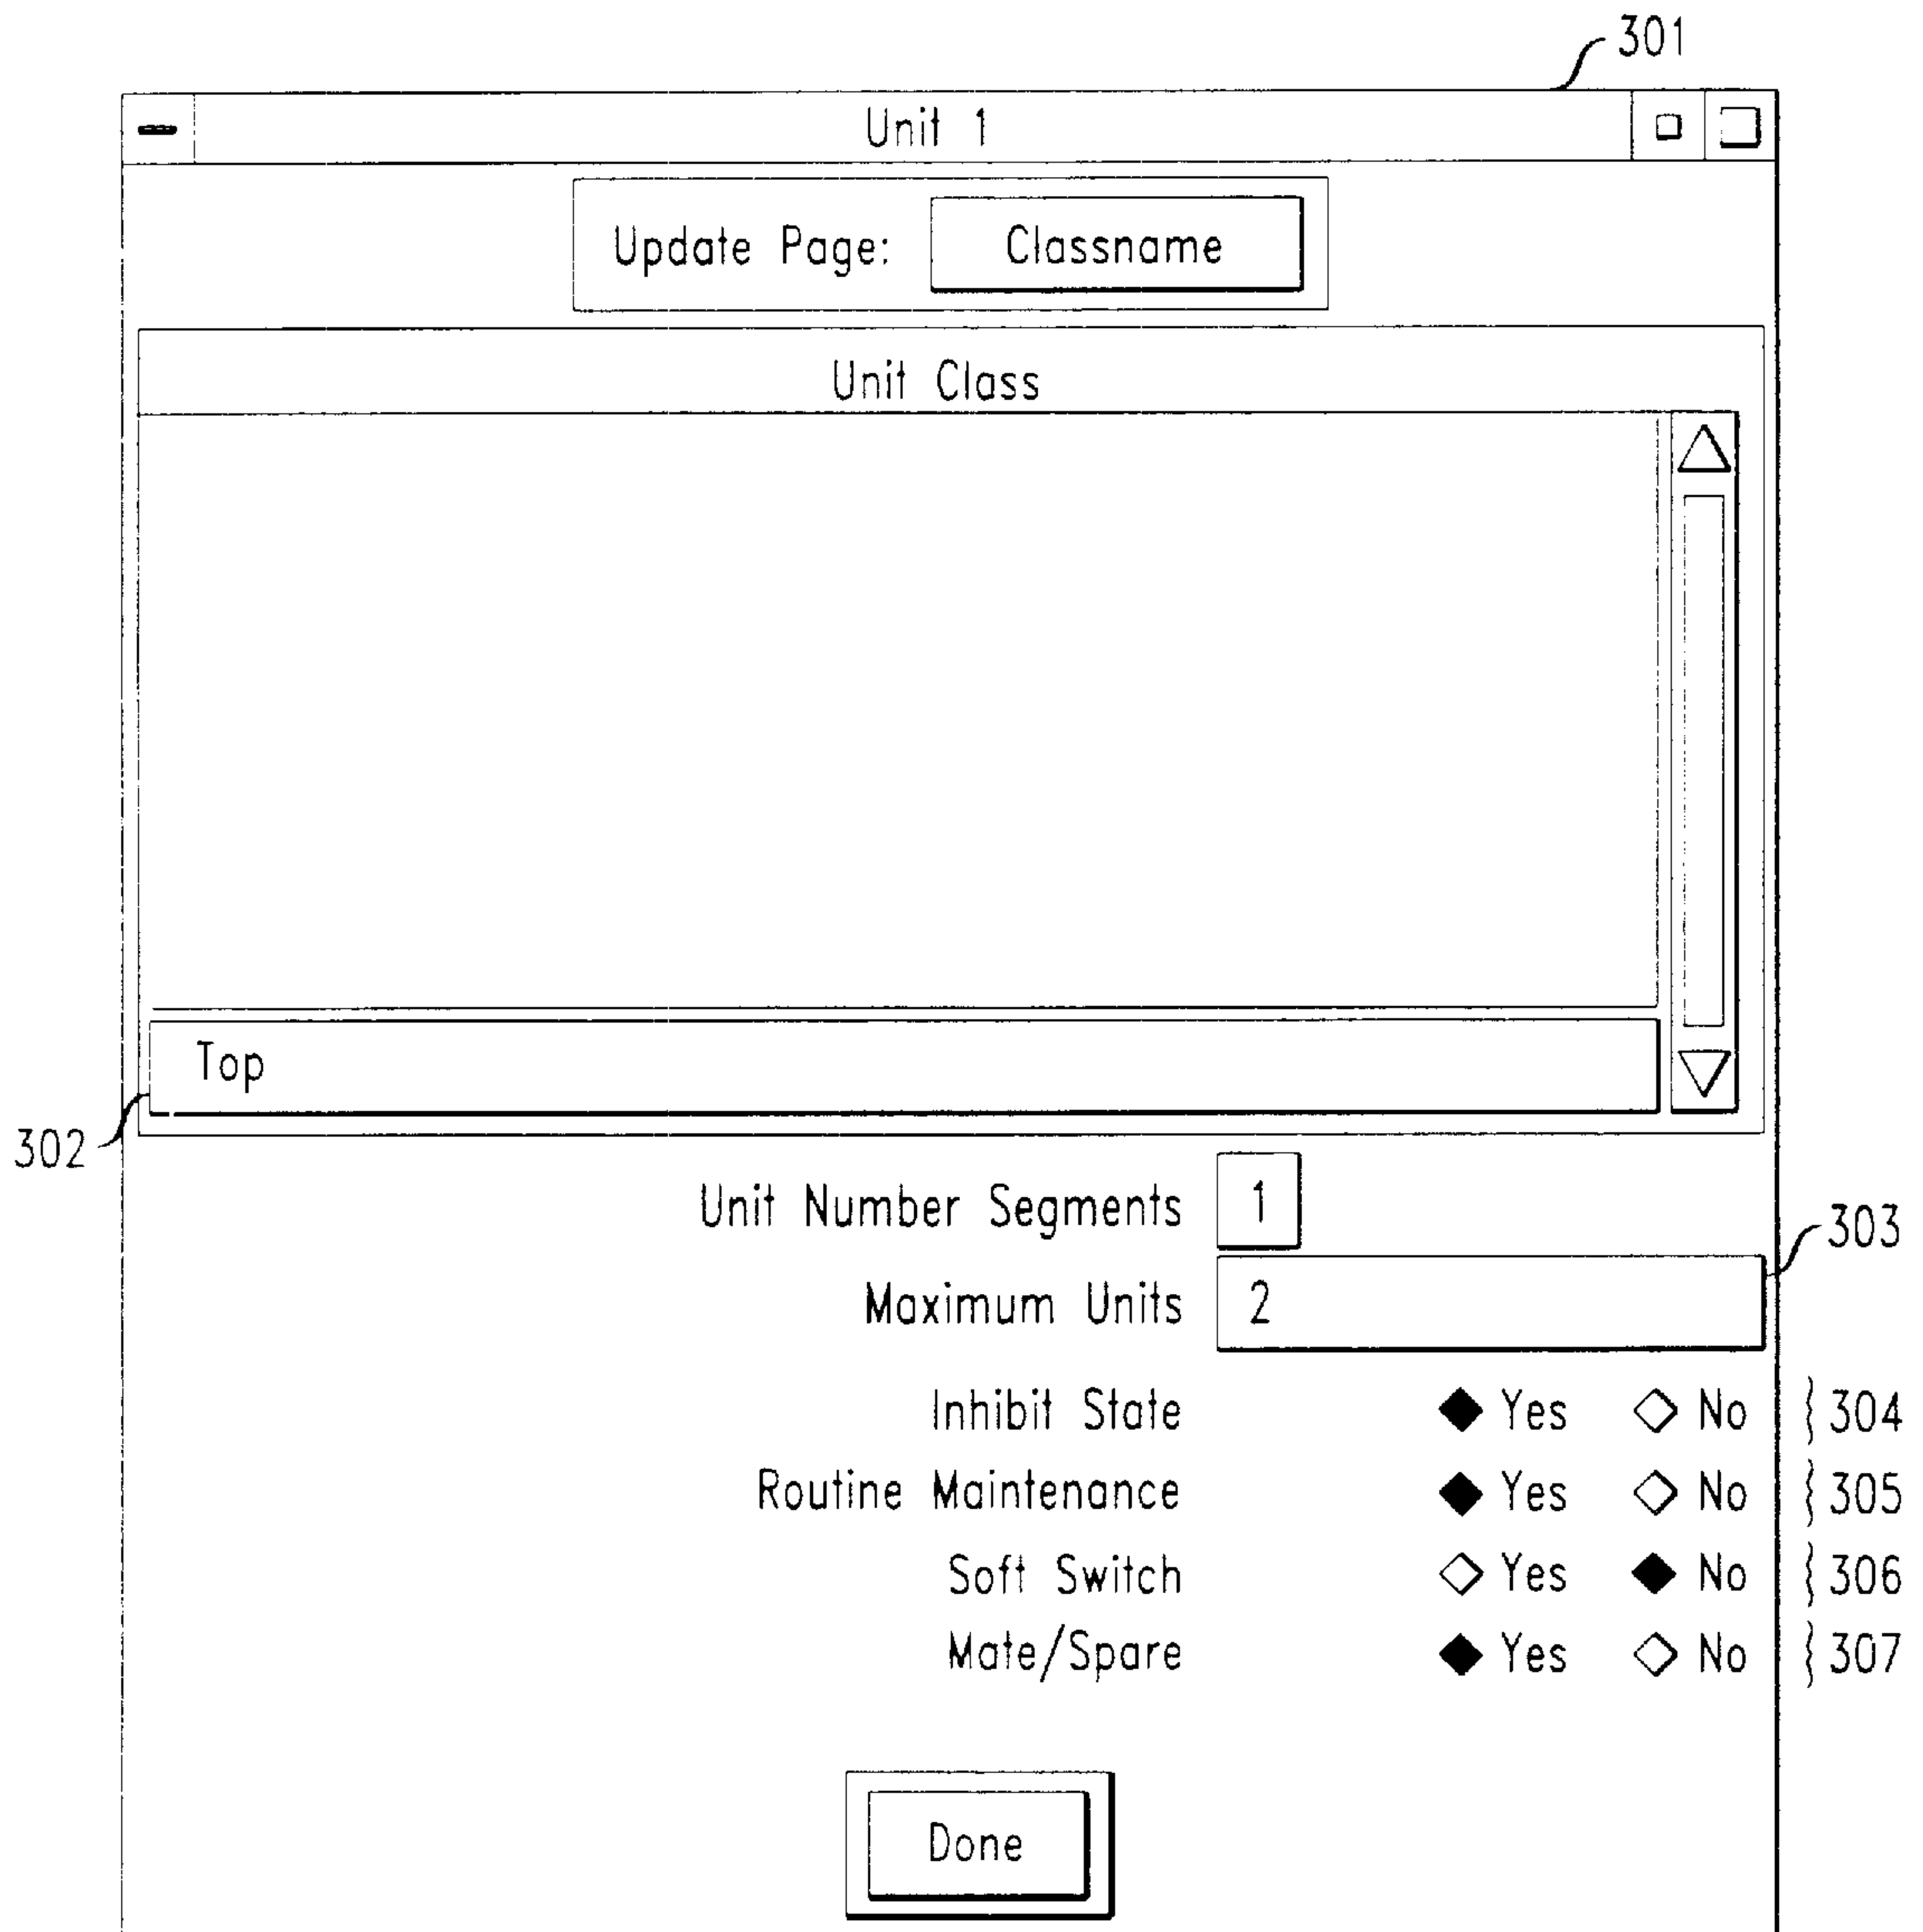 301
Unit 1
Update Page: Classname
Unit Class
Top
302
Unit Number Segments 1
303
Maximum Units 2
Inhibit State Yes No 304
Routine Maintenance Yes No 305
Soft Switch Yes No 306
Mate/Spare Yes No 307
Done